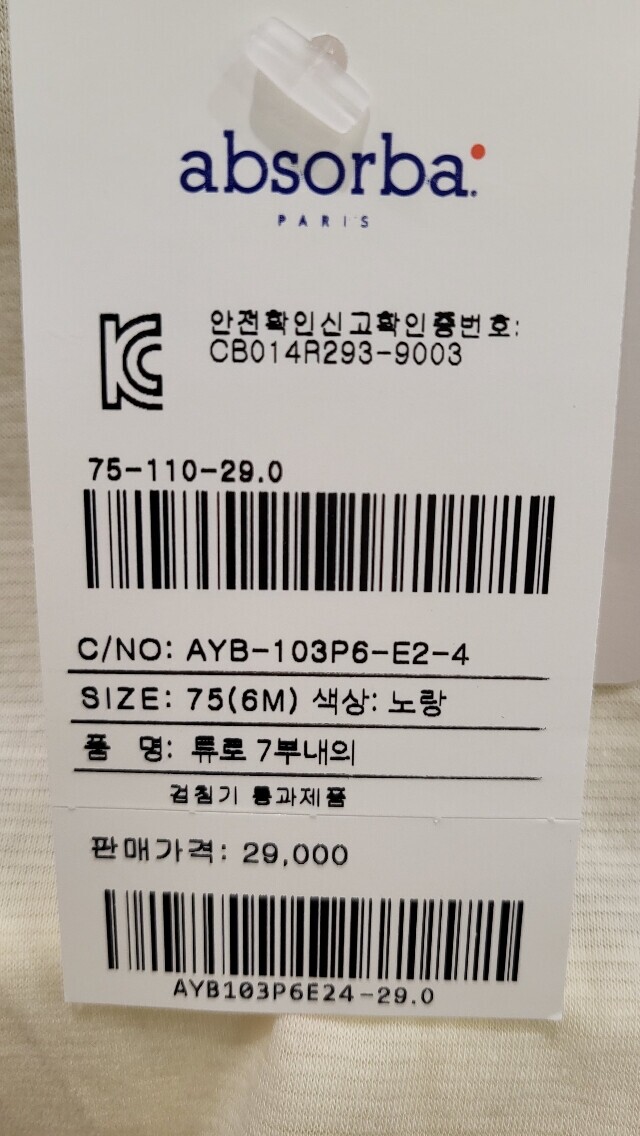 absorba.
PARIS
안전확인신고확인증번호:
CB014R293-9003
75-110-29.0
C/NO: AYB-103P6-E2-4
SIZE: 75(6M) 색상: 노랑
품 명: 튜로 7부내의
검침기 통과제품
판매가격: 29,000
AYB103P6E24-29.0